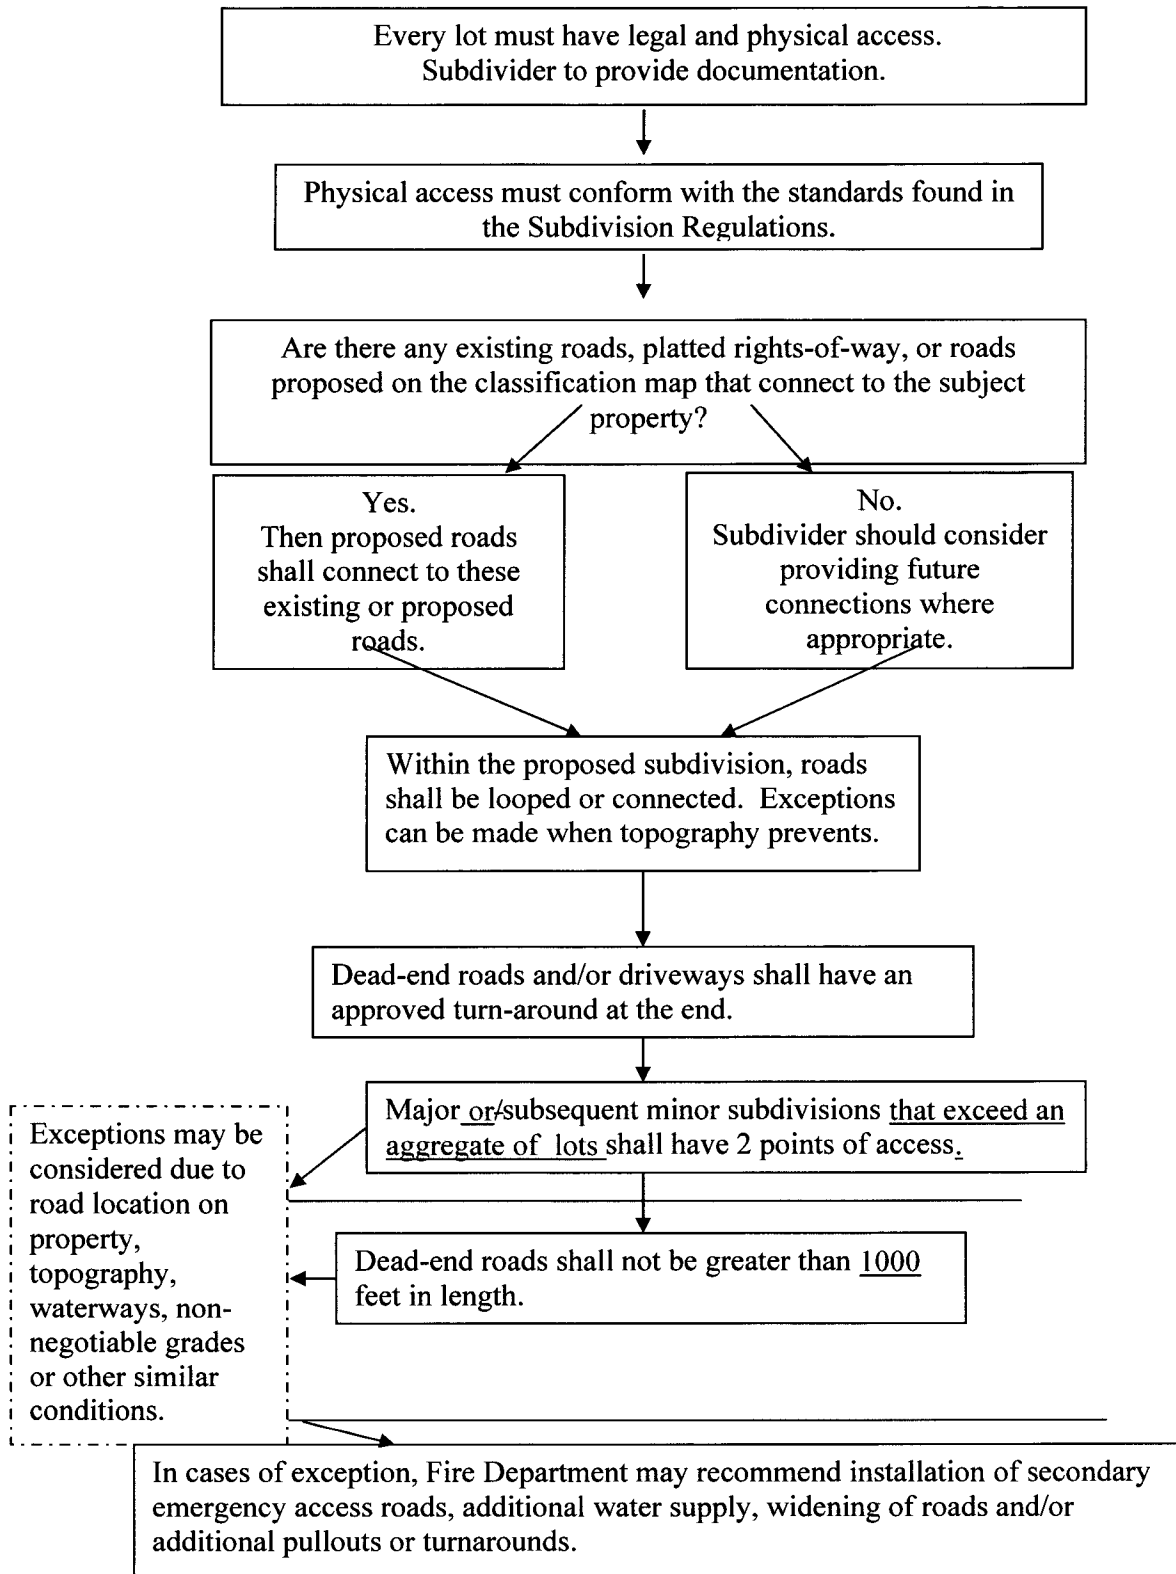 Every lot must have legal and physical access.
Subdivider to provide documentation.
Physical access must conform with the standards found in
the Subdivision Regulations.
Are there any existing roads, platted rights-of-way, or roads
proposed on the classification map that connect to the subject
property?
Yes.
Then proposed roads
shall connect to these
existing or proposed
roads.
No.
Subdivider should consider
providing future
connections where
appropriate.
Within the proposed subdivision, roads
shall be looped or connected.  Exceptions
can be made when topography prevents.
Dead-end roads and/or driveways shall have an
approved turn-around at the end.
Major or/subsequent minor subdivisions that exceed an
aggregate of  lots shall have 2 points of access.
Exceptions may be
considered due to
road location on
property,
topography,
waterways, non-
negotiable grades
or other similar
conditions.
Dead-end roads shall not be greater than 1000
feet in length.
In cases of exception, Fire Department may recommend installation of secondary
emergency access roads, additional water supply, widening of roads and/or
additional pullouts or turnarounds.